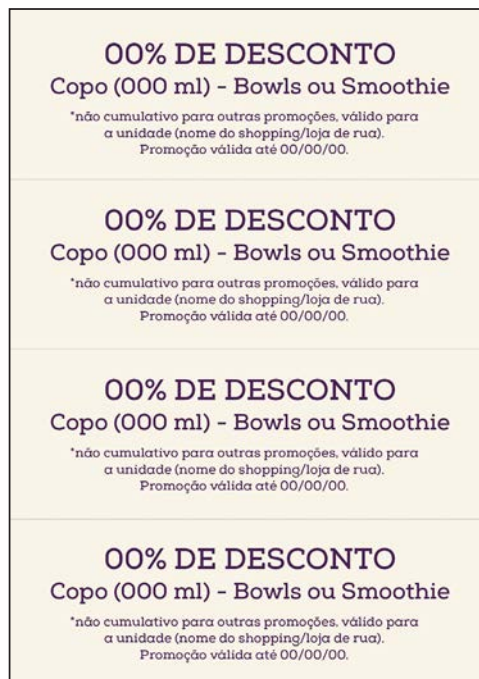 00% DE DESCONTO
Copo (000 ml) - Bowls ou Smoothie
*não cumulativo para outras promoções, válido para
a unidade (nome do shopping/loja de rua).
Promoção válida até 00/00/00.
00% DE DESCONTO
Copo (000 ml) - Bowls ou Smoothie
*não cumulativo para outras promoções, válido para
a unidade (nome do shopping/loja de rua).
Promoção válida até 00/00/00.
00% DE DESCONTO
Copo (000 ml) - Bowls ou Smoothie
*não cumulativo para outras promoções, válido para
a unidade (nome do shopping/loja de rua).
Promoção válida até 00/00/00.
00% DE DESCONTO
Copo (000 ml) - Bowls ou Smoothie
*não cumulativo para outras promoções, válido para
a unidade (nome do shopping/loja de rua).
Promoção válida até 00/00/00.